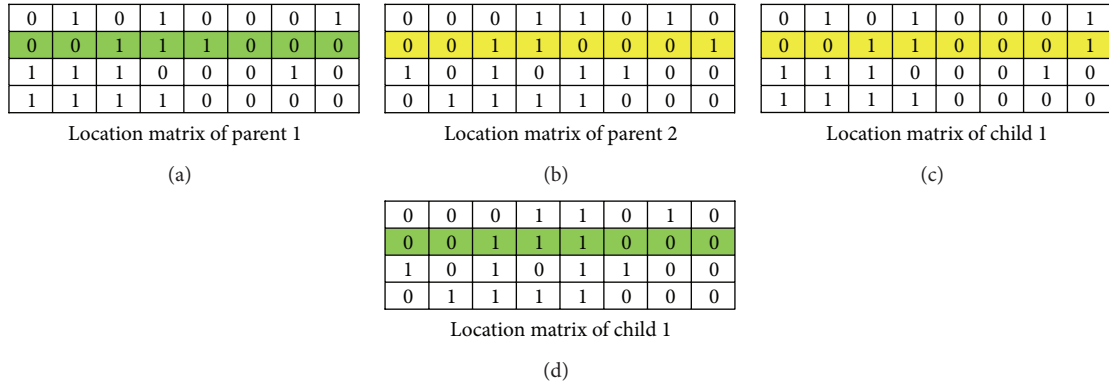 0 1 0 1 0 0 0 1
0 0 1 1 1 0 0 0
1 1 1 0 0 0 1 0
1 1 1 1 0 0 0 0
Location matrix of parent 1
(a)
0 0 0 1 1 0 1 0
0 0 1 1 0 0 0 1
1 0 1 0 1 1 0 0
0 1 1 1 1 0 0 0
Location matrix of parent 2
(b)
0 1 0 1 0 0 0 1
0 0 1 1 0 0 0 1
1 1 1 0 0 0 1 0
1 1 1 1 0 0 0 0
Location matrix of child 1
(c)
0 0 0 1 1 0 1 0
0 0 1 1 1 0 0 0
1 0 1 0 1 1 0 0
0 1 1 1 1 0 0 0
Location matrix of child 1
(d)